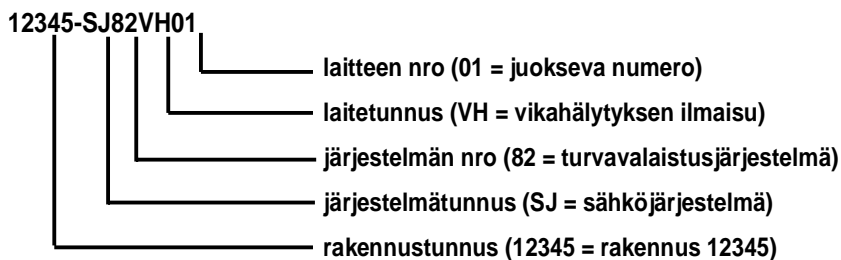 12345-SJ82VH01
laitteen nro (01 = juokseva numero)
laitetunnus (VH = vikahälytyksen ilmaisu)
järjestelmän nro (82 = turvavalaistusjärjestelmä)
järjestelmätunnus (SJ = sähköjärjestelmä)
rakennustunnus (12345 = rakennus 12345)